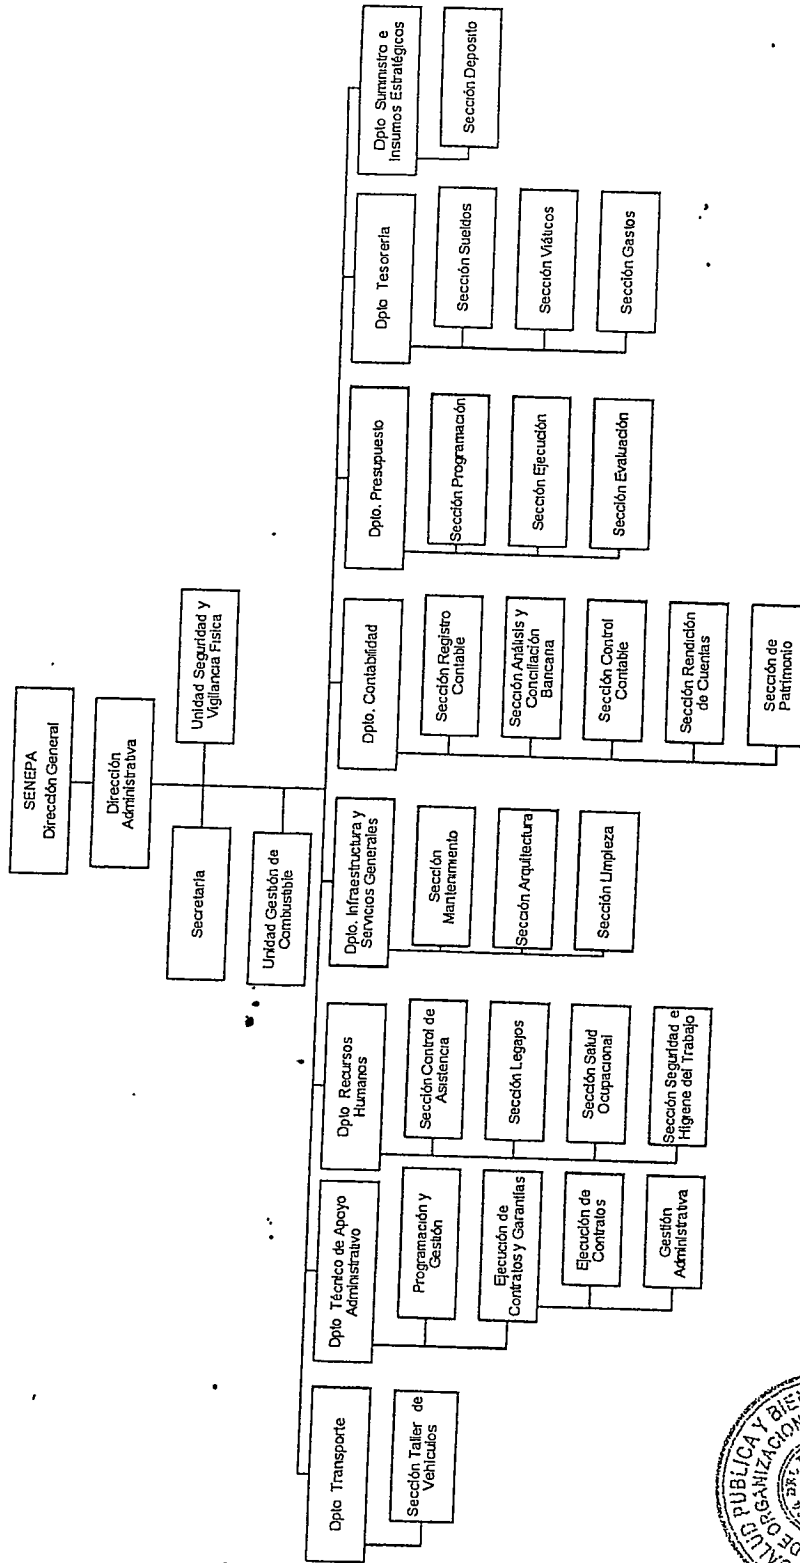 SENEPA
Dirección General
Dirección
Administrativa
Secretaria
Unidad Seguridad y
Vigilancia Fisica
Unidad Gestión de
Combustible
Dpto Transporte
Sección Taller de
Vehículos
Dpto Técnico de Apoyo
Administrativo
Programación y
Gestión
Ejecución de
Contratos y Garantías
Ejecución de
Contratos
Gestión
Administrativa
Dpto Recursos
Humanos
Sección Control de
Asistencia
Sección Legajos
Sección Salud
Ocupacional
Sección Seguridad e
Higiene del Trabajo
Dpto. Infraestructura y
Servicios Generales
Sección
Mantenimiento
Sección Arquitectura
Sección Limpieza
Dpto. Contabilidad
Sección Registro
Contable
Sección Análisis y
Conciliación
Bancana
Sección Control
Contable
Sección Rendición
de Cuentas
Sección de
Patrimonio
Dpto. Presupuesto
Sección Programación
Sección Ejecución
Sección Evaluación
Dpto Tesorería
Sección Sueldos
Sección Viáticos
Sección Gastos
Dpto Suministro e
Insumos Estratégicos
Sección Deposito
PUBLICA Y
DE ORGANIZACION